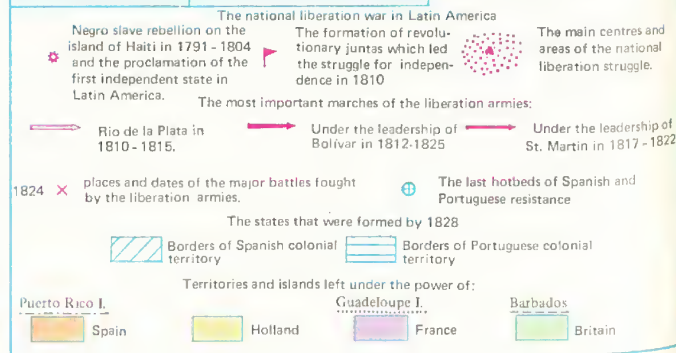 The national liberation war in Latin America
Negro slave rebellion on the
island of Haiti in 1791 - 1804
and the proclamation of the
first independent state in
Latin America.
The formation of revolu-
tionary juntas which led
the struggle for indepen-
dence in 1810
The main centres and
areas of the national
liberation struggle.
The most important marches of the liberation armies:
Rio de la Plata in
1810 - 1815.
Under the leadership of
Bolívar in 1812-1825
Under the leadership of
St. Martin in 1817 - 1822
1824 × places and dates of the major battles fought
by the liberation armies.
The last hotbeds of Spanish and
Portuguese resistance
The states that were formed by 1828
Borders of Spanish colonial
territory
Borders of Portuguese colonial
territory
Territories and islands left under the power of:
Puerto Rico I.
Spain
Holland
Guadeloupe I.
France
Barbados
Britain